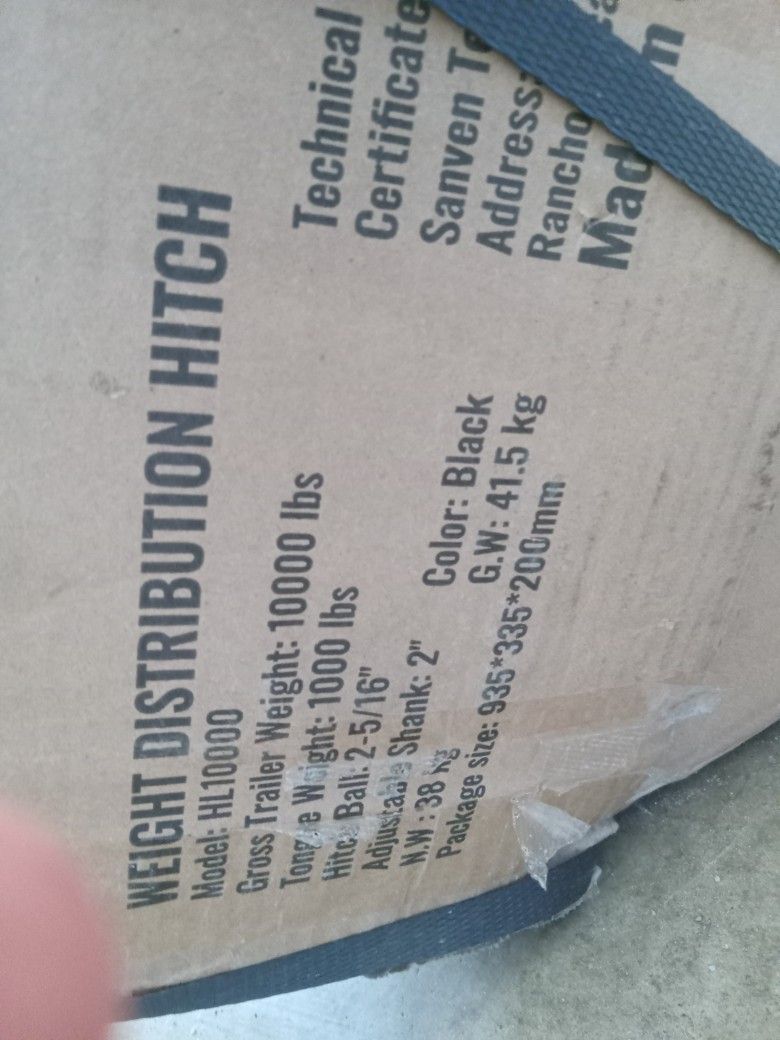 WEIGHT DISTRIBUTION HITCH
Model: HL10000
Gross Trailer Weight: 10000 lbs
Tongue Weight: 1000 lbs
Hitch Ball: 2-5/16"
Adjustable Shank: 2"
N.W : 38 kg
Color: Black
G.W: 41.5 kg
Package size: 935*335*200mm
Technical
Certificate
Sanven
Address:
Rancho